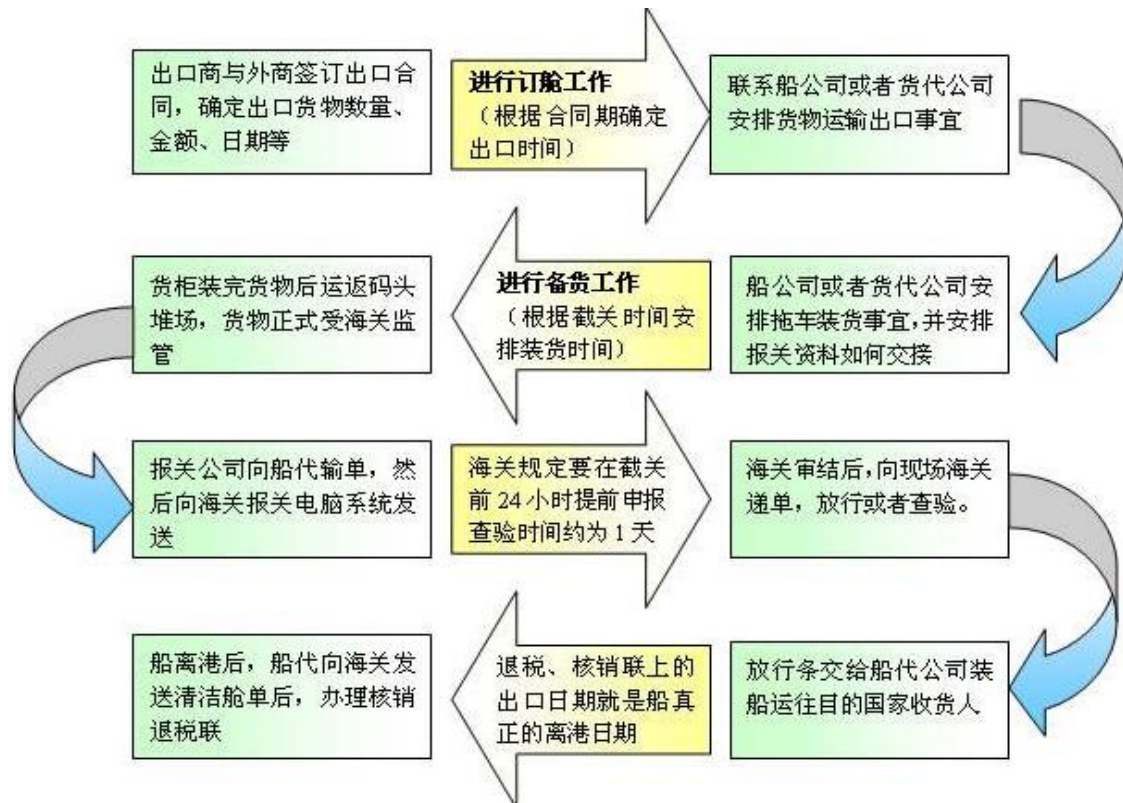 出口商与外商签订出口合
同，确定出口货物数量、
金额、日期等
进行订舱工作
（根据合同期确定
出口时间）
联系船公司或者货代公司
安排货物运输出口事宜
船公司或者货代公司安
排拖车装货事宜，并安排
报关资料如何交接
进行备货工作
（根据截关时间安
排装货时间）
货柜装完货物后运返码头
堆场，货物正式受海关监
管
报关公司向船代输单，然
后向海关报关电脑系统发
送
海关规定要在截关
前24小时提前申报
查验时间约为1天
海关审结后，向现场海关
递单，放行或者查验。
放行条交给船代公司装
船运往目的国家收货人
退税、核销联上的
出口日期就是船真
正的离港日期
船离港后，船代向海关发
送清洁舱单后，办理核销
退税联